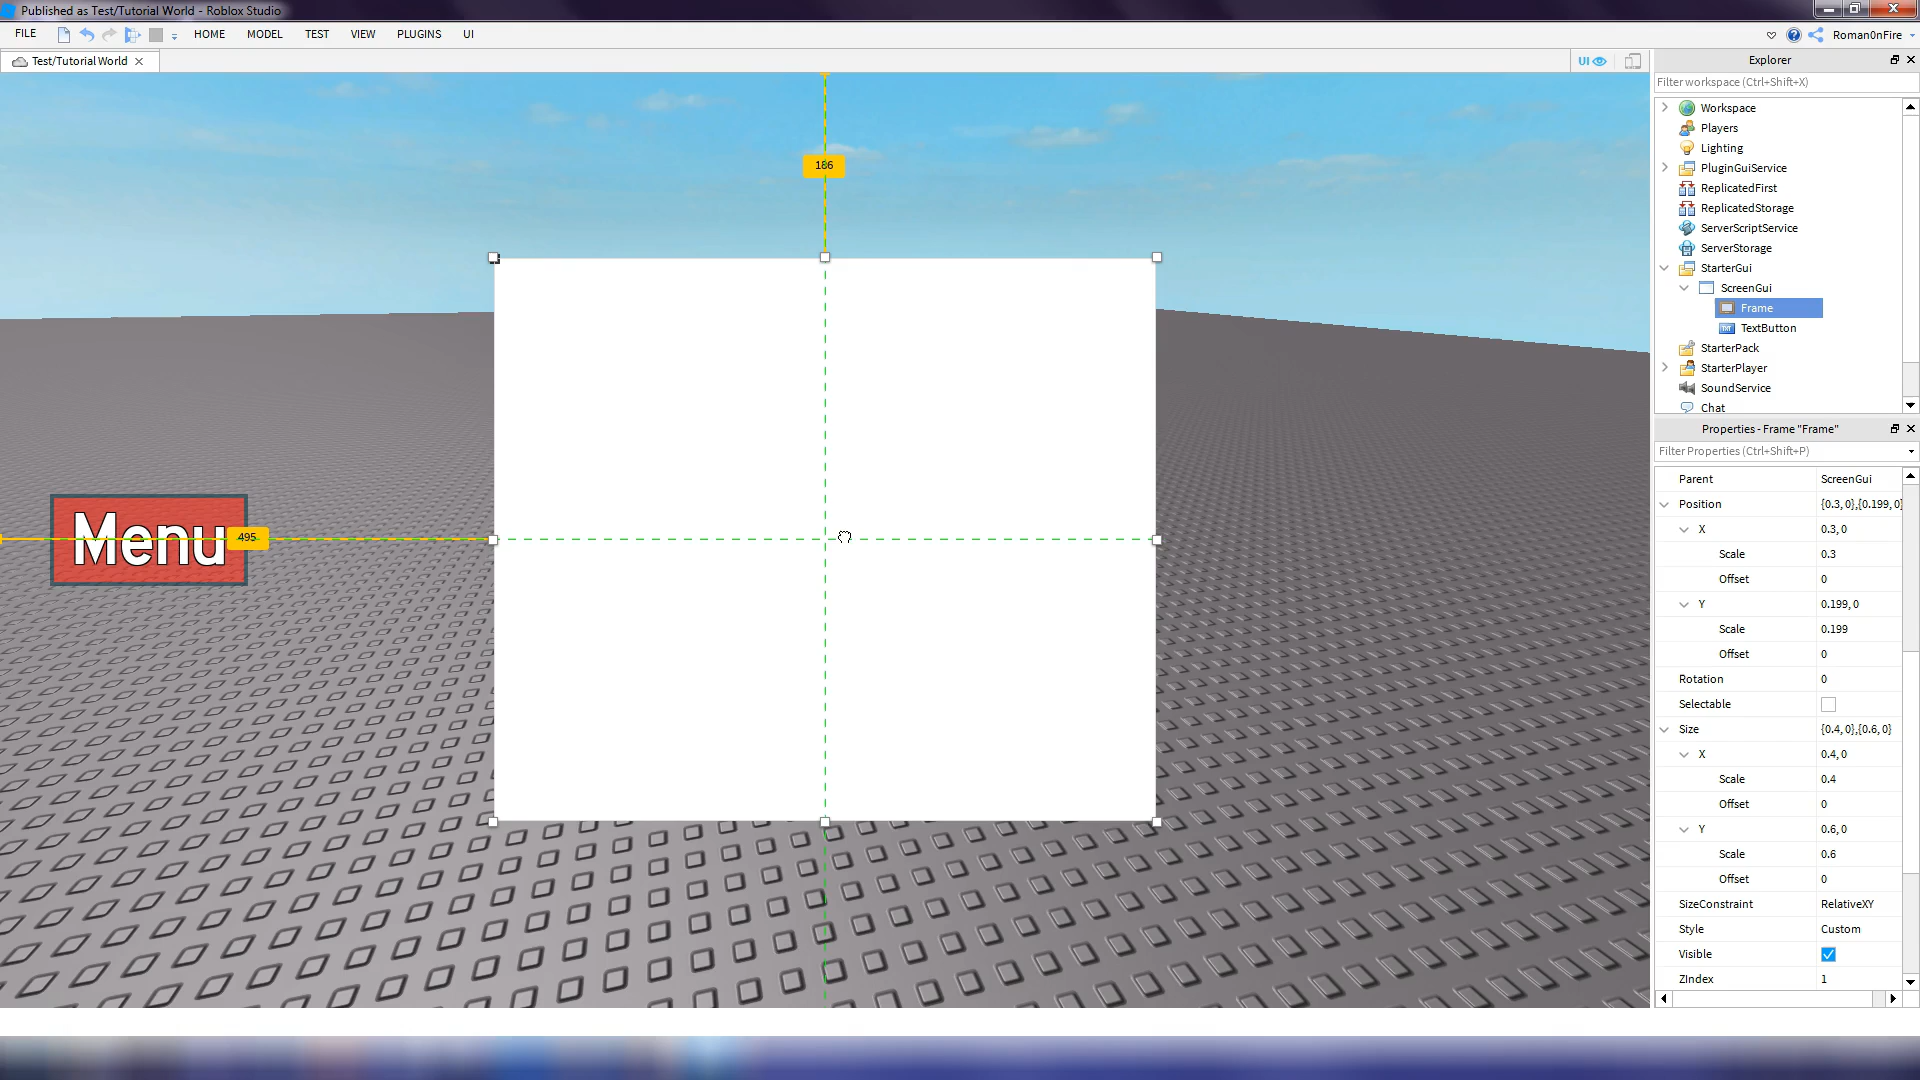 Published as Test/Tutorial World - Roblox Studio
FILE
HOME
MODEL
TEST
VIEW
PLUGINS
UI
Roman0nFire
Test/Tutorial World
UI
186
495
Menu
Explorer
Filter workspace (Ctrl+Shift+X)
Workspace
Players
Lighting
PluginGuiService
ReplicatedFirst
ReplicatedStorage
ServerScriptService
ServerStorage
StarterGui
ScreenGui
Frame
TextButton
StarterPack
StarterPlayer
SoundService
Chat
Properties - Frame "Frame"
Filter Properties (Ctrl+Shift+P)
Parent ScreenGui
Position {0.3, 0},{0.199, 0}
X 0.3, 0
Scale 0.3
Offset 0
Y 0.199, 0
Scale 0.199
Offset 0
Rotation 0
Selectable
Size {0.4, 0},{0.6, 0}
X 0.4, 0
Scale 0.4
Offset 0
Y 0.6, 0
Scale 0.6
Offset 0
SizeConstraint RelativeXY
Style Custom
Visible
ZIndex 1